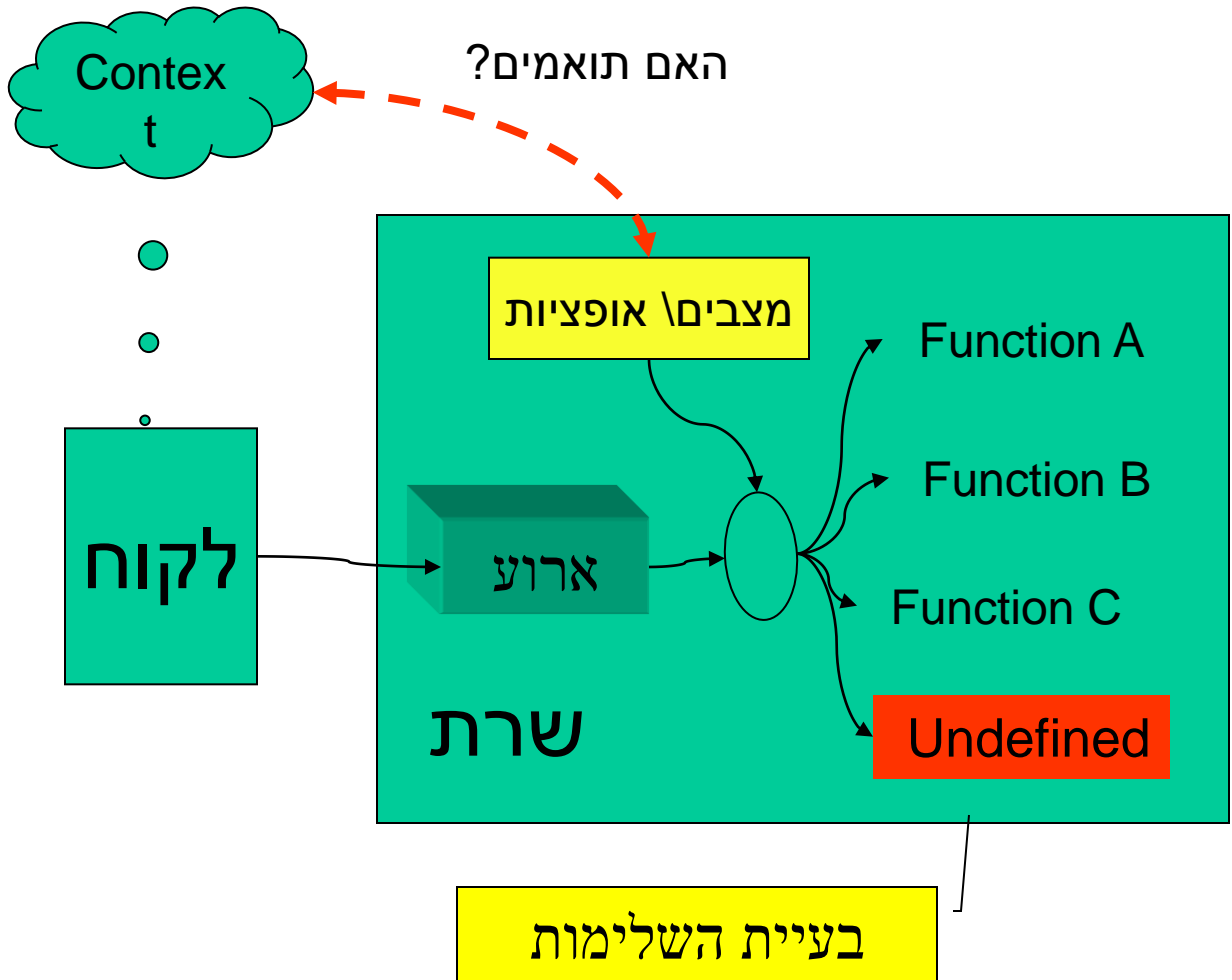 Contex
t
האם תואמים?
מצבים\ אופציות
Function A
Function B
לקוח
ארוע
Function C
שרת
Undefined
בעיית השלימות